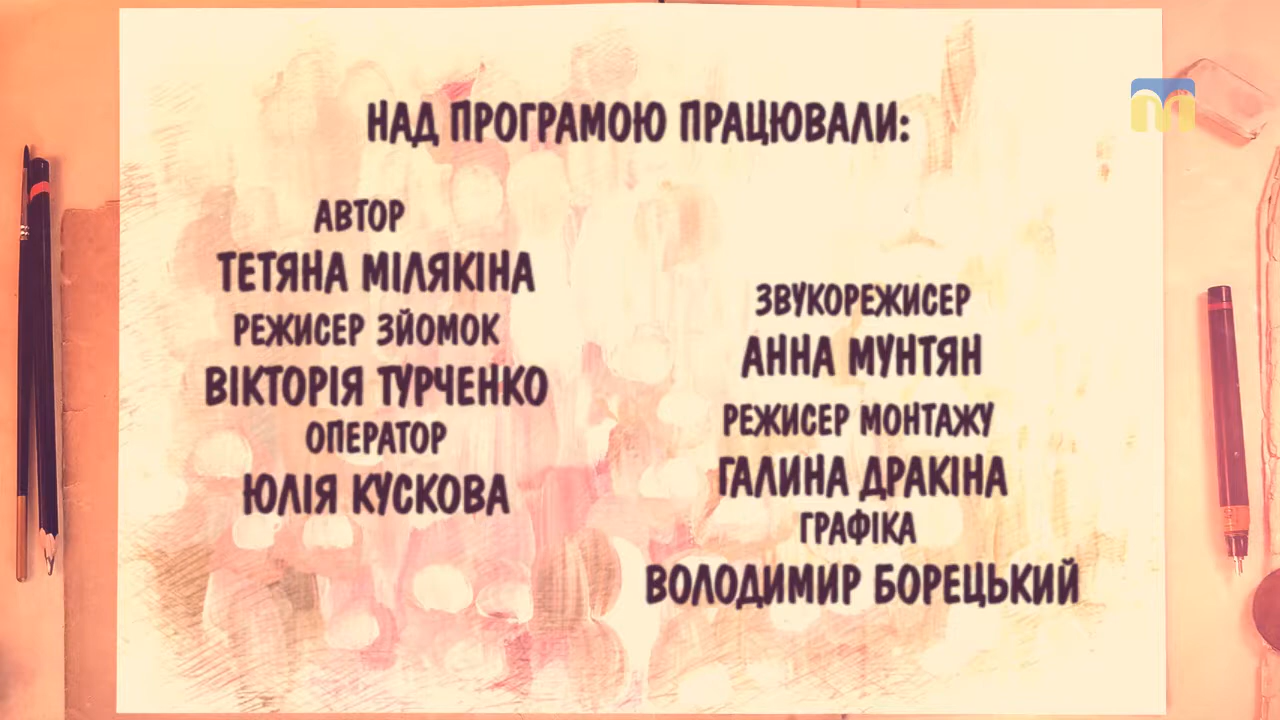 НАД ПРОГРАМОЮ ПРАЦЮВАЛИ:
АВТОР
ТЕТЯНА МІЛЯКІНА
РЕЖИСЕР ЗЙОМОК
ВІКТОРІЯ ТУРЧЕНКО
ОПЕРАТОР
ЮЛІЯ КУСКОВА
ЗВУКОРЕЖИСЕР
АННА МУНТЯН
РЕЖИСЕР МОНТАЖУ
ГАЛИНА ДРАКІНА
ГРАФІКА
ВОЛОДИМИР БОРЕЦЬКИЙ